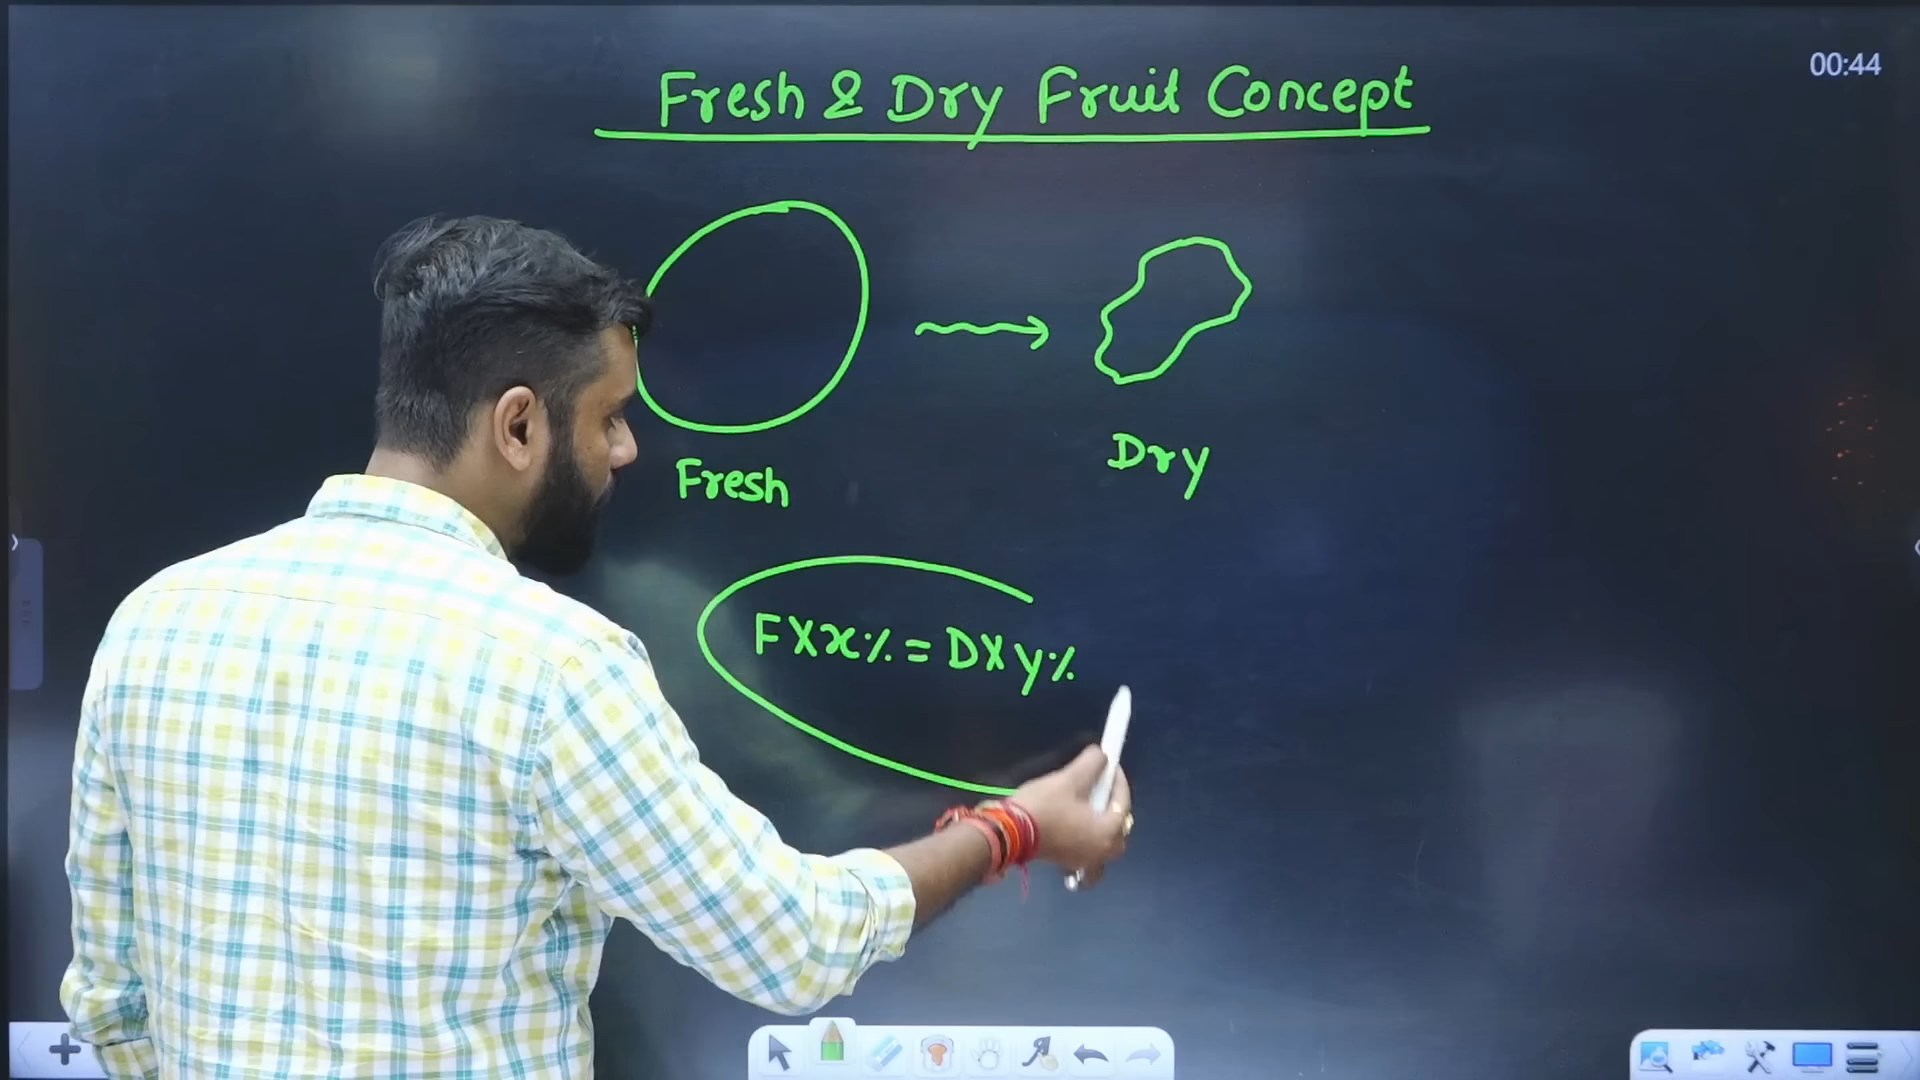 00:44
Fresh & Dry Fruit Concept
Fresh
Dry
F X x % = D X y %